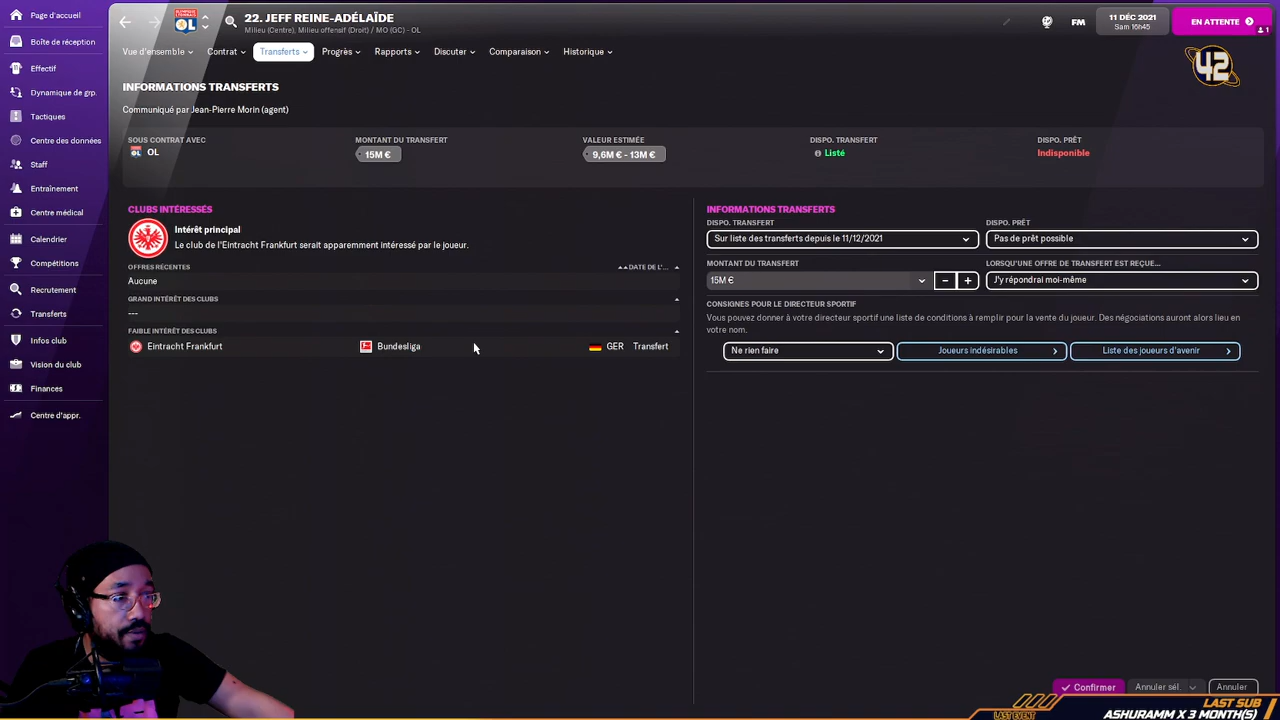 Page d'accueil
Boîte de réception
Effectif
Dynamique de grp.
Tactiques
Centre des données
Staff
Entraînement
Centre médical
Calendrier
Compétitions
Recrutement
Transferts
Infos club
Vision du club
Finances
Centre d'appr.
OL
22. JEFF REINE-ADÉLAÏDE
Milieu (Centre), Milieu offensif (Droit) / MO (GC) - OL
FM
11 DÉC 2021
Sam 15h45
EN ATTENTE
1
Vue d'ensemble
Contrat
Transferts
Progrès
Rapports
Discuter
Comparaison
Historique
42
INFORMATIONS TRANSFERTS
Communiqué par Jean-Pierre Morin (agent)
SOUS CONTRAT AVEC
OL
MONTANT DU TRANSFERT
15M €
VALEUR ESTIMÉE
9,6M € - 13M €
DISPO. TRANSFERT
Listé
DISPO. PRÊT
Indisponible
CLUBS INTÉRESSÉS
Intérêt principal
Le club de l'Eintracht Frankfurt serait apparemment intéressé par le joueur.
OFFRES RÉCENTES
DATE DE L'...
Aucune
GRAND INTÉRÊT DES CLUBS
---
FAIBLE INTÉRÊT DES CLUBS
Eintracht Frankfurt
Bundesliga
GER
Transfert
INFORMATIONS TRANSFERTS
DISPO. TRANSFERT
DISPO. PRÊT
Sur liste des transferts depuis le 11/12/2021
Pas de prêt possible
MONTANT DU TRANSFERT
LORSQU'UNE OFFRE DE TRANSFERT EST REÇUE...
15M €
J'y répondrai moi-même
CONSIGNES POUR LE DIRECTEUR SPORTIF
Vous pouvez donner à votre directeur sportif une liste de conditions à remplir pour la vente du joueur. Des négociations auront alors lieu en
votre nom.
Ne rien faire
Joueurs indésirables
Liste des joueurs d'avenir
Confirmer
Annuler sél.
Annuler
LAST EVENT
LAST SUB
ASHURAMM X 3 MONTH(S)